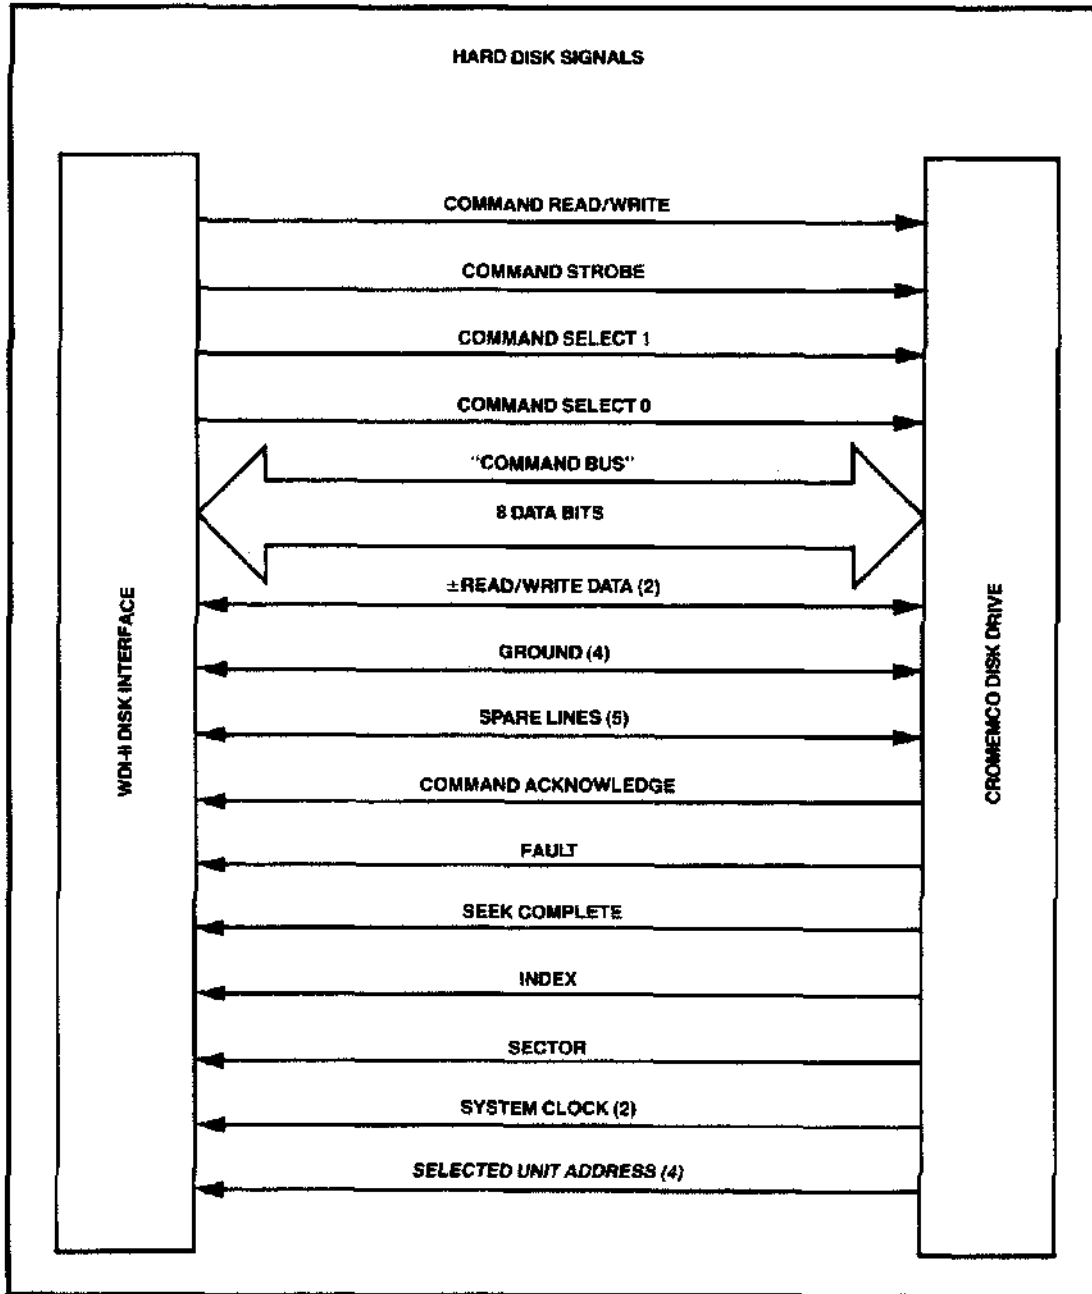 HARD DISK SIGNALS
COMMAND READ/WRITE
COMMAND STROBE
COMMAND SELECT 1
COMMAND SELECT 0
"COMMAND BUS"
8 DATA BITS
±READ/WRITE DATA (2)
GROUND (4)
SPARE LINES (5)
COMMAND ACKNOWLEDGE
FAULT
SEEK COMPLETE
INDEX
SECTOR
SYSTEM CLOCK (2)
SELECTED UNIT ADDRESS (4)
WDI-II DISK INTERFACE
CROMEMCO DISK DRIVE